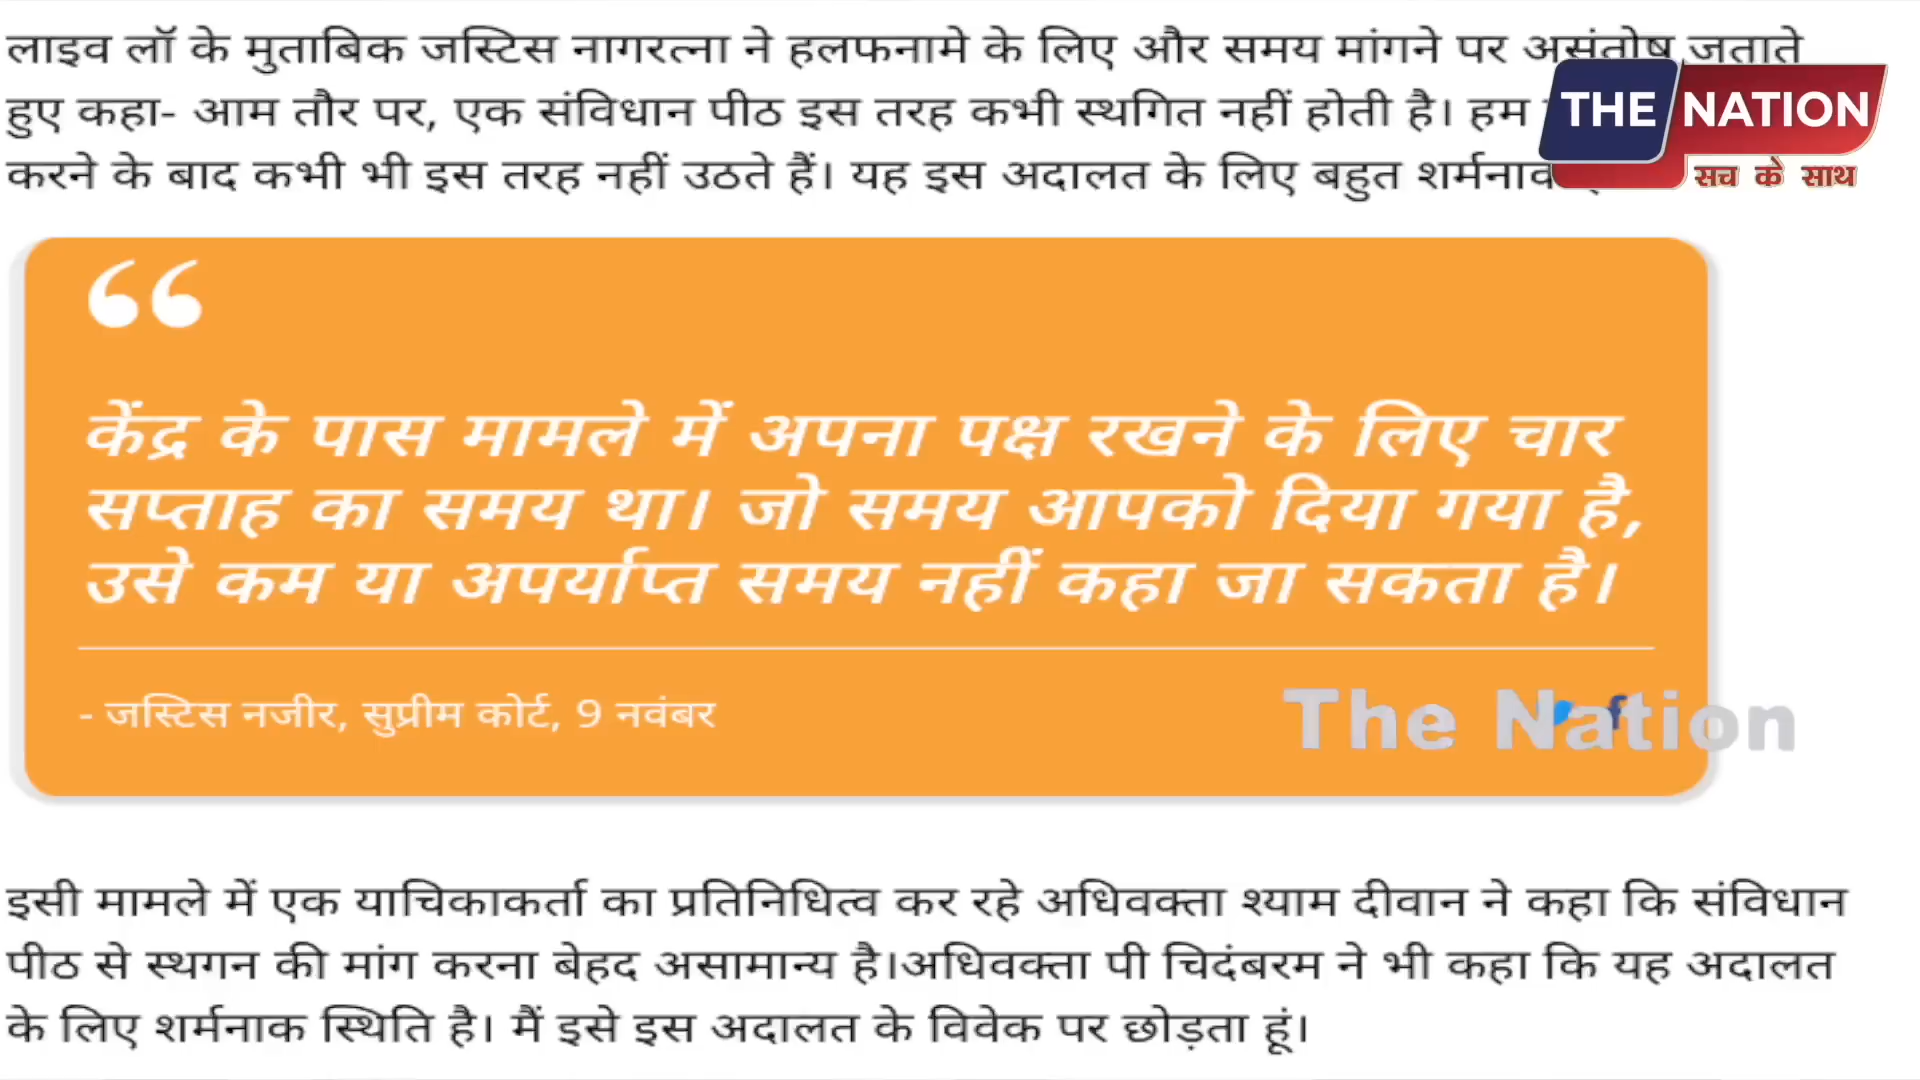 लाइव लॉ के मुताबिक जस्टिस नागरत्ना ने हलफनामे के लिए और समय मांगने पर असंतोष जताते
हुए कहा- आम तौर पर, एक संविधान पीठ इस तरह कभी स्थगित नहीं होती है। हम
करने के बाद कभी भी इस तरह नहीं उठते हैं। यह इस अदालत के लिए बहुत शर्मनाक
THE NATION
सच के साथ
केंद्र के पास मामले में अपना पक्ष रखने के लिए चार
सप्ताह का समय था। जो समय आपको दिया गया है,
उसे कम या अपर्याप्त समय नहीं कहा जा सकता है।
- जस्टिस नजीर, सुप्रीम कोर्ट, 9 नवंबर
The Nation
इसी मामले में एक याचिकाकर्ता का प्रतिनिधित्व कर रहे अधिवक्ता श्याम दीवान ने कहा कि संविधान
पीठ से स्थगन की मांग करना बेहद असामान्य है।अधिवक्ता पी चिदंबरम ने भी कहा कि यह अदालत
के लिए शर्मनाक स्थिति है। मैं इसे इस अदालत के विवेक पर छोड़ता हूं।